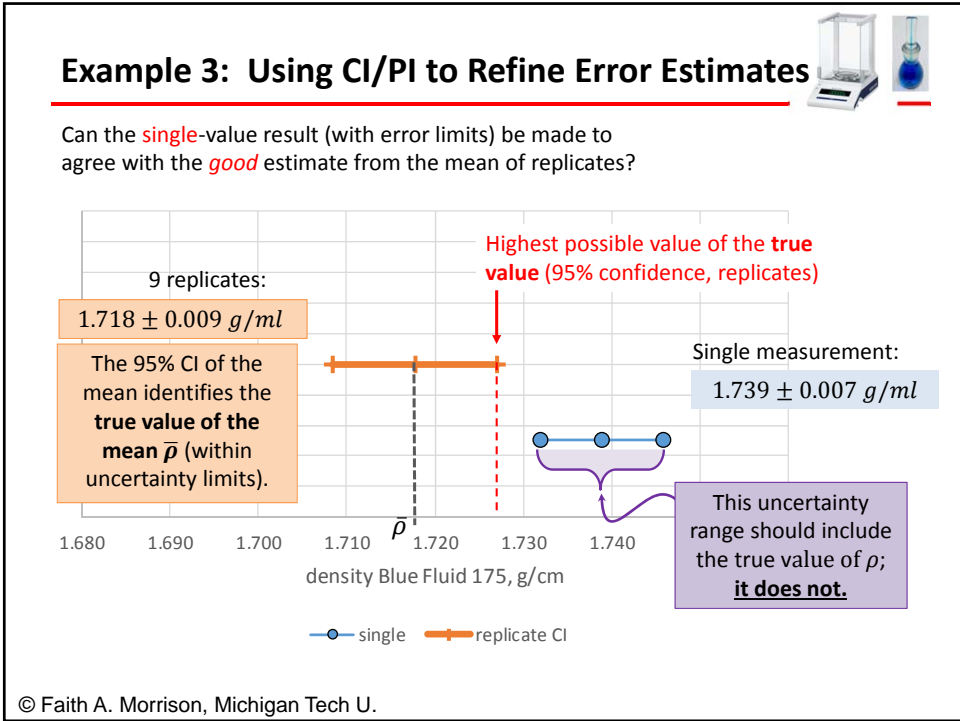 Example 3: Using CI/PI to Refine Error Estimates
Can the single-value result (with error limits) be made to
agree with the good estimate from the mean of replicates?
Highest possible value of the true
value (95% confidence, replicates)
9 replicates:
1.718 ± 0.009 g/ml
The 95% CI of the
mean identifies the
true value of the
mean ρ̅ (within
uncertainty limits).
Single measurement:
1.739 ± 0.007 g/ml
This uncertainty
range should include
the true value of ρ;
it does not.
ρ̅
1.680 1.690 1.700 1.710 1.720 1.730 1.740
density Blue Fluid 175, g/cm
single replicate CI
© Faith A. Morrison, Michigan Tech U.